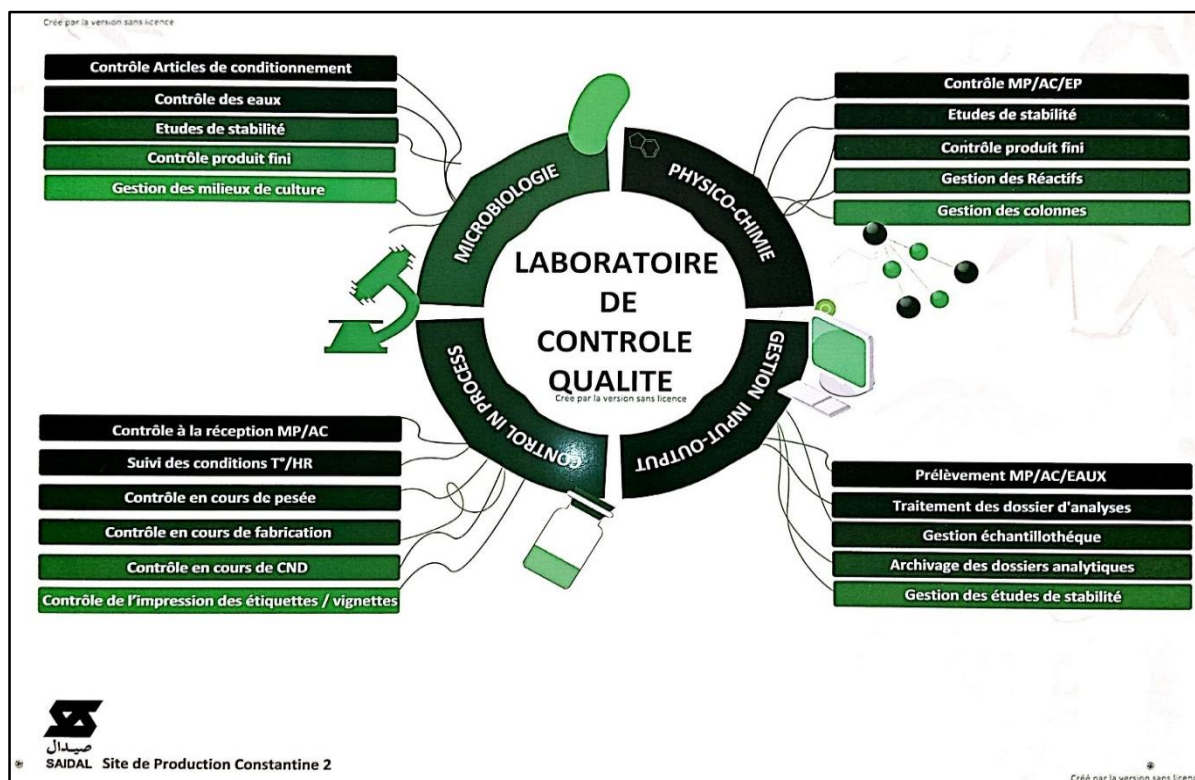 Créé par la version sans licence
Contrôle Articles de conditionnement
Contrôle des eaux
Etudes de stabilité
Contrôle produit fini
Gestion des milieux de culture
Contrôle MP/AC/EP
Etudes de stabilité
Contrôle produit fini
Gestion des Réactifs
Gestion des colonnes
MICROBIOLOGIE
PHYSICO-CHIMIE
LABORATOIRE
DE
CONTROLE
QUALITE
Créé par la version sans licence
CONTROL IN PROCESS
GESTION INPUT-OUTPUT
Contrôle à la réception MP/AC
Suivi des conditions T°/HR
Contrôle en cours de pesée
Contrôle en cours de fabrication
Contrôle en cours de CND
Contrôle de l'impression des étiquettes / vignettes
Prélèvement MP/AC/EAUX
Traitement des dossier d'analyses
Gestion échantillothéque
Archivage des dossiers analytiques
Gestion des études de stabilité
صيدال
SAIDAL Site de Production Constantine 2
Créé par la version sans licence